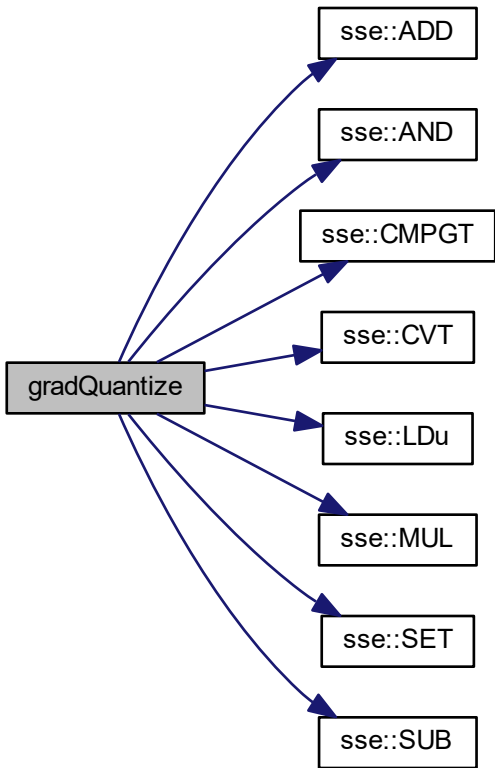 sse::ADD
sse::AND
sse::CMPGT
sse::CVT
gradQuantize
sse::LDu
sse::MUL
sse::SET
sse::SUB